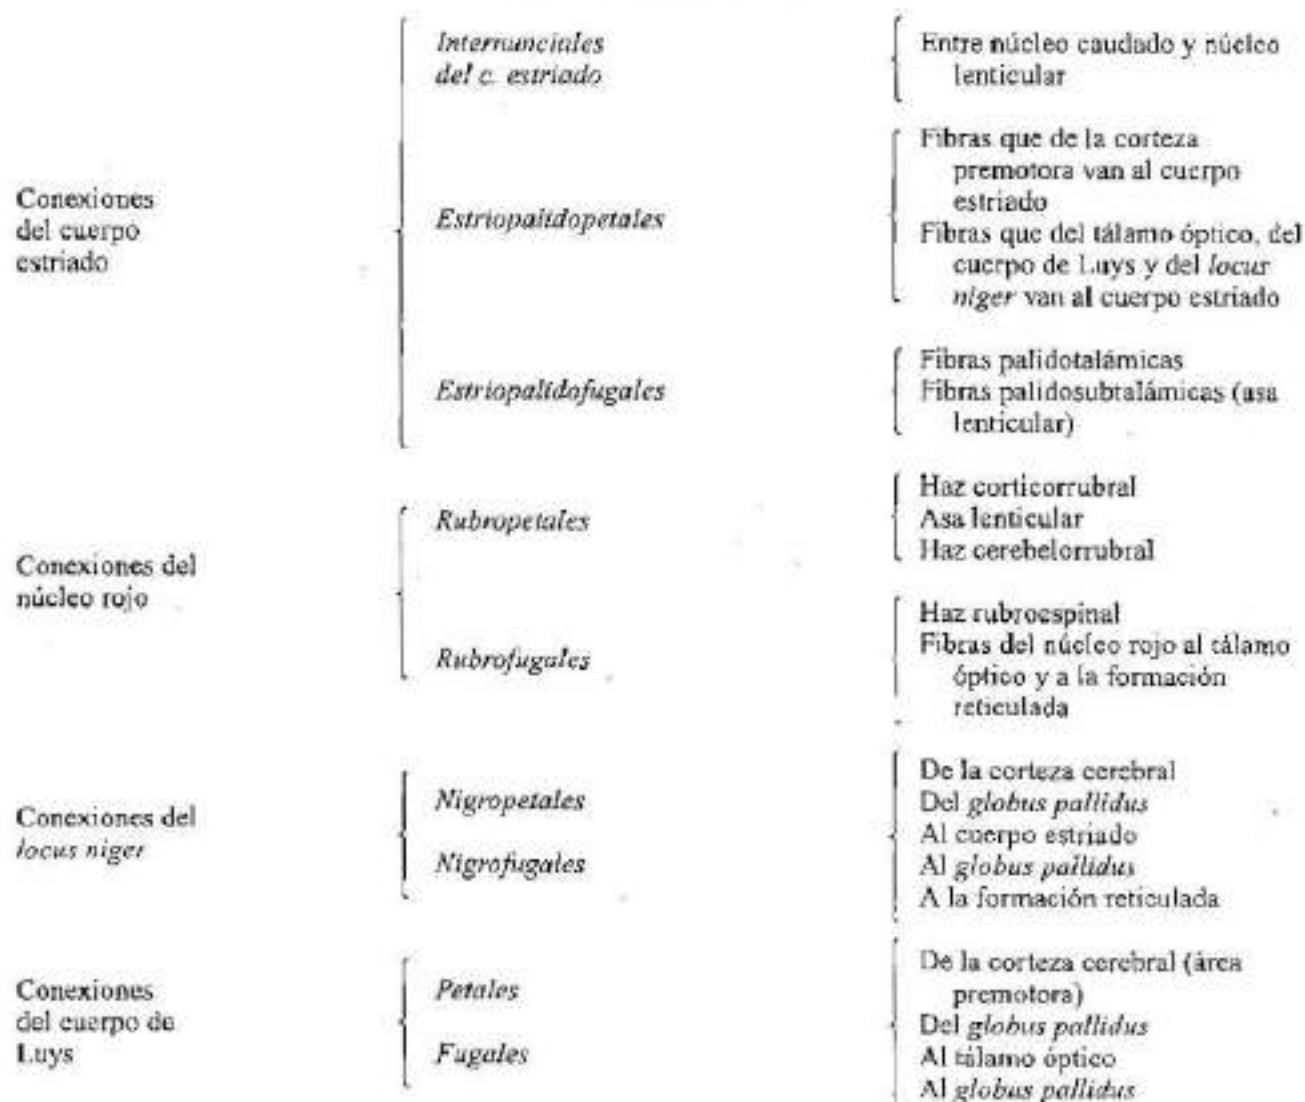 Conexiones
del cuerpo
estriado
Internunciales
del c. estriado
Entre núcleo caudado y núcleo
lenticular
Estriopalidopetales
Fibras que de la corteza
premotora van al cuerpo
estriado
Fibras que del tálamo óptico, del
cuerpo de Luys y del locus
niger van al cuerpo estriado
Estriopalidofugales
Fibras palidotalámicas
Fibras palidosubtalámicas (asa
lenticular)
Conexiones del
núcleo rojo
Rubropetales
Haz corticorrubral
Asa lenticular
Haz cerebelorrubral
Rubrofugales
Haz rubroespinal
Fibras del núcleo rojo al tálamo
óptico y a la formación
reticulada
Conexiones del
locus niger
Nigropetales
Nigrofugales
De la corteza cerebral
Del globus pallidus
Al cuerpo estriado
Al globus pallidus
A la formación reticulada
Conexiones
del cuerpo de
Luys
Petales
Fugales
De la corteza cerebral (área
premotora)
Del globus pallidus
Al tálamo óptico
Al globus pallidus